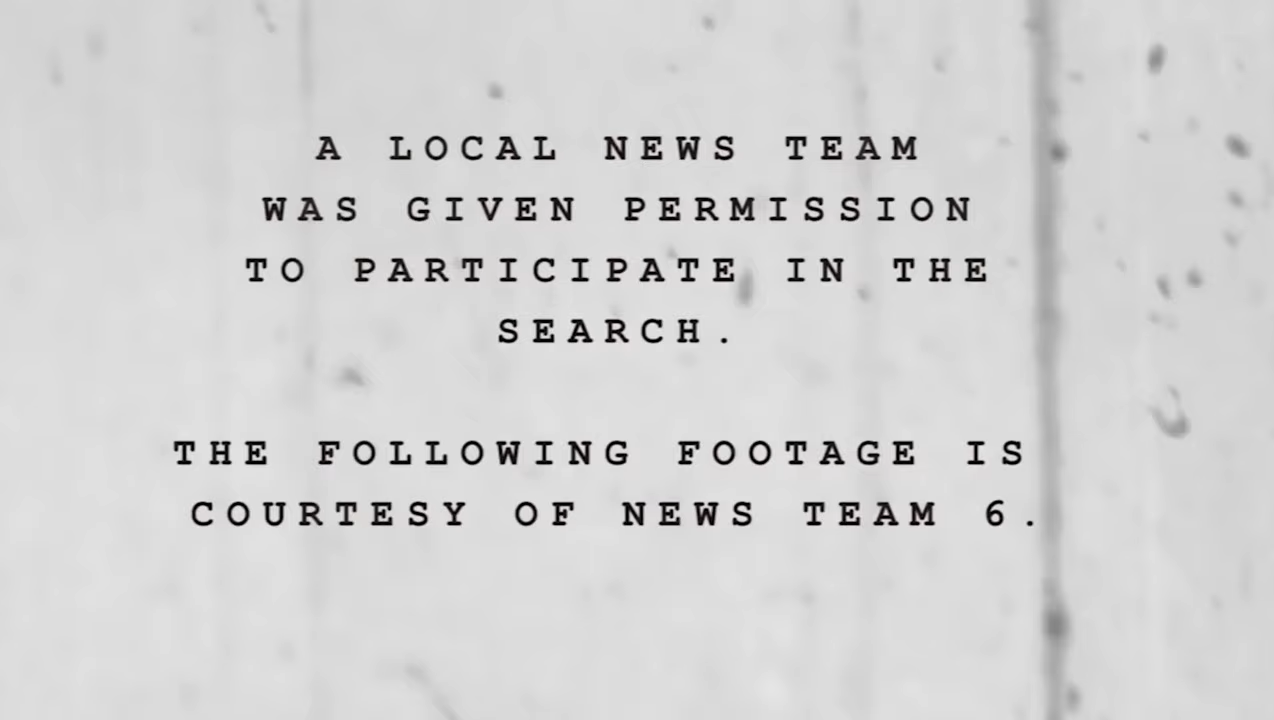 A LOCAL NEWS TEAM
WAS GIVEN PERMISSION
TO PARTICIPATE IN THE
SEARCH.
THE FOLLOWING FOOTAGE IS
COURTESY OF NEWS TEAM 6.